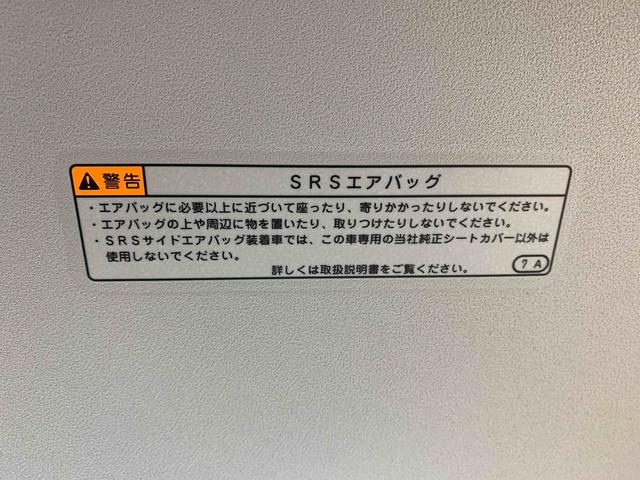 警告 SRSエアバッグ
・エアバッグに必要以上に近づいて座ったり、寄りかかったりしないでください。
・エアバッグの上や周辺に物を置いたり、取りつけたりしないでください。
・SRSサイドエアバッグ装着車では、この車専用の当社純正シートカバー以外は
使用しないでください。
詳しくは取扱説明書をご覧ください。 7A